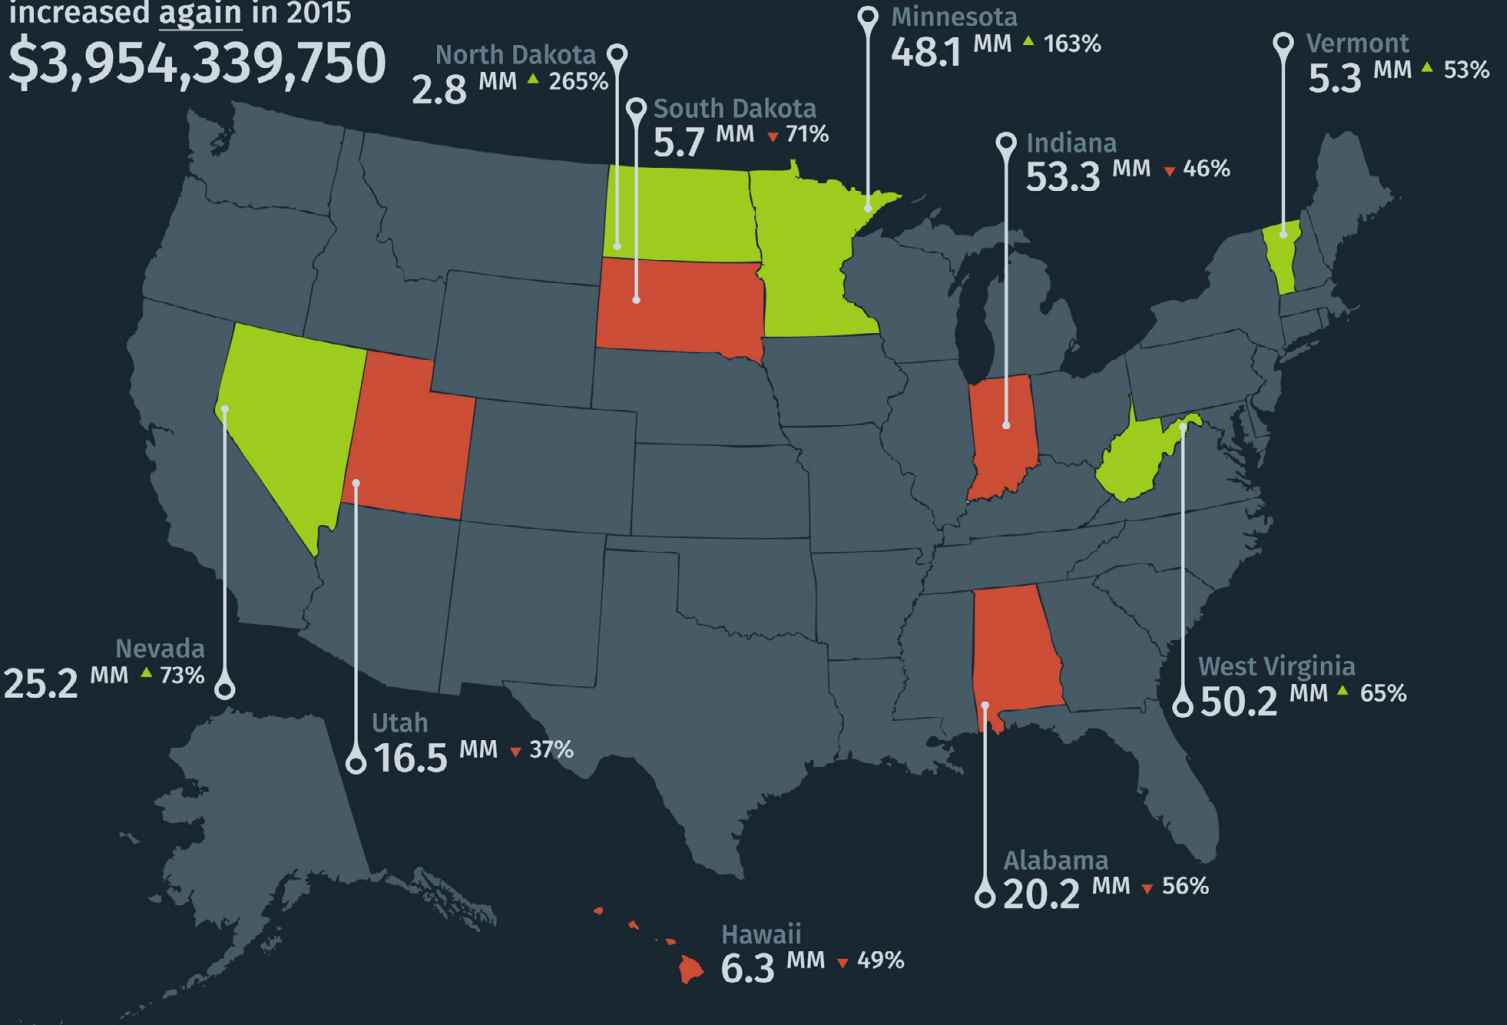 increased again in 2015
$3,954,339,750
North Dakota
2.8 MM ▲ 265%
South Dakota
5.7 MM ▼ 71%
Minnesota
48.1 MM ▲ 163%
Indiana
53.3 MM ▼ 46%
Vermont
5.3 MM ▲ 53%
Nevada
25.2 MM ▲ 73%
Utah
16.5 MM ▼ 37%
West Virginia
50.2 MM ▲ 65%
Alabama
20.2 MM ▼ 56%
Hawaii
6.3 MM ▼ 49%